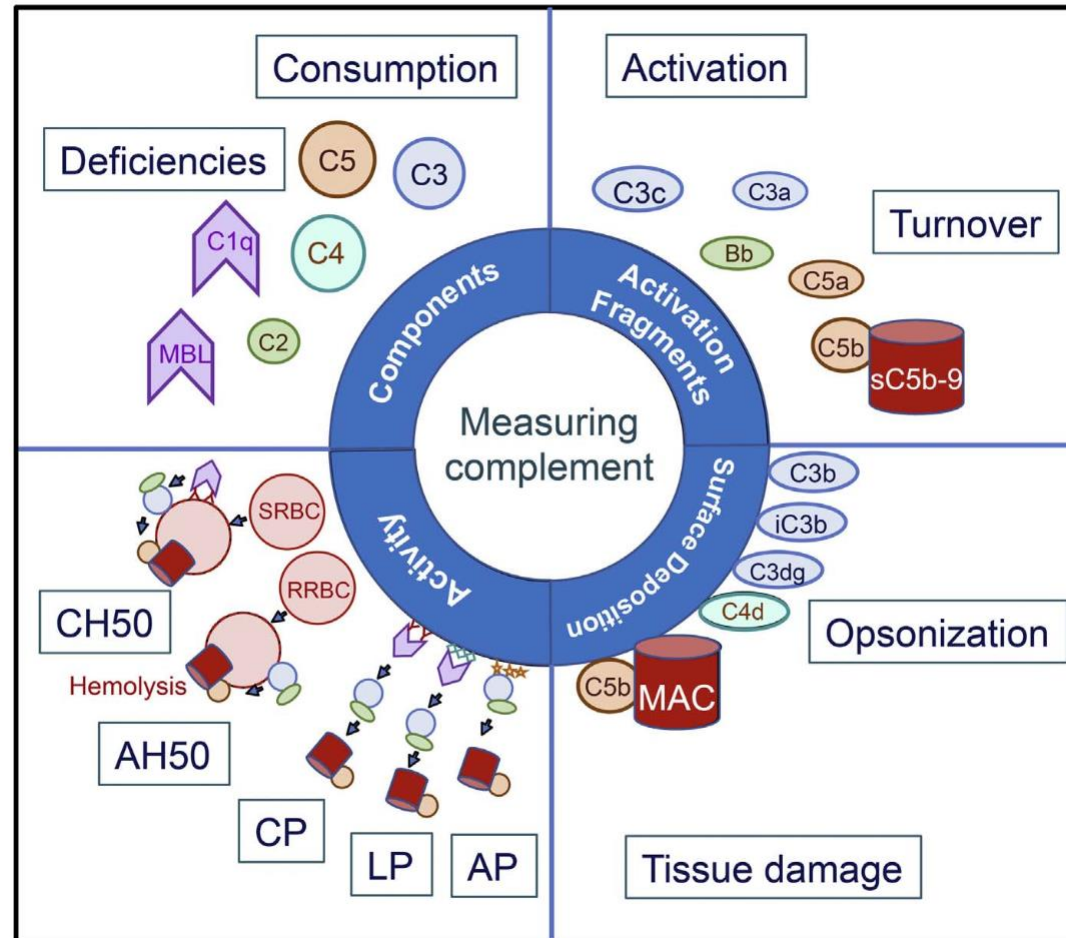 Consumption
Deficiencies
C5
C3
C1q
C4
MBL
C2
Components
Activation
C3c
C3a
Turnover
Bb
C5a
C5b
sC5b-9
Activation
Fragments
Measuring
complement
Activity
SRBC
RRBC
CH50
Hemolysis
AH50
CP
LP
AP
Surface Deposition
C3b
iC3b
C3dg
C4d
Opsonization
C5b
MAC
Tissue damage